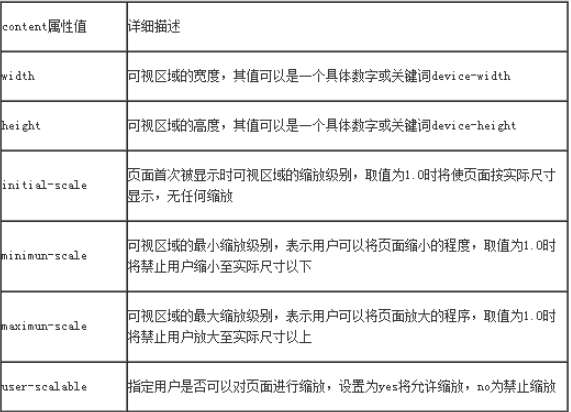 content属性值 详细描述
width 可视区域的宽度，其值可以是一个具体数字或关键词device-width
height 可视区域的高度，其值可以是一个具体数字或关键词device-height
initial-scale 页面首次被显示时可视区域的缩放级别，取值为1.0时将使页面按实际尺寸
显示，无任何缩放
minimun-scale 可视区域的最小缩放级别，表示用户可以将页面缩小的程度，取值为1.0时
将禁止用户缩小至实际尺寸以下
maximun-scale 可视区域的最大缩放级别，表示用户可以将页面放大的程序，取值为1.0时
将禁止用户放大至实际尺寸以上
user-scalable 指定用户是否可以对页面进行缩放，设置为yes将允许缩放，no为禁止缩放